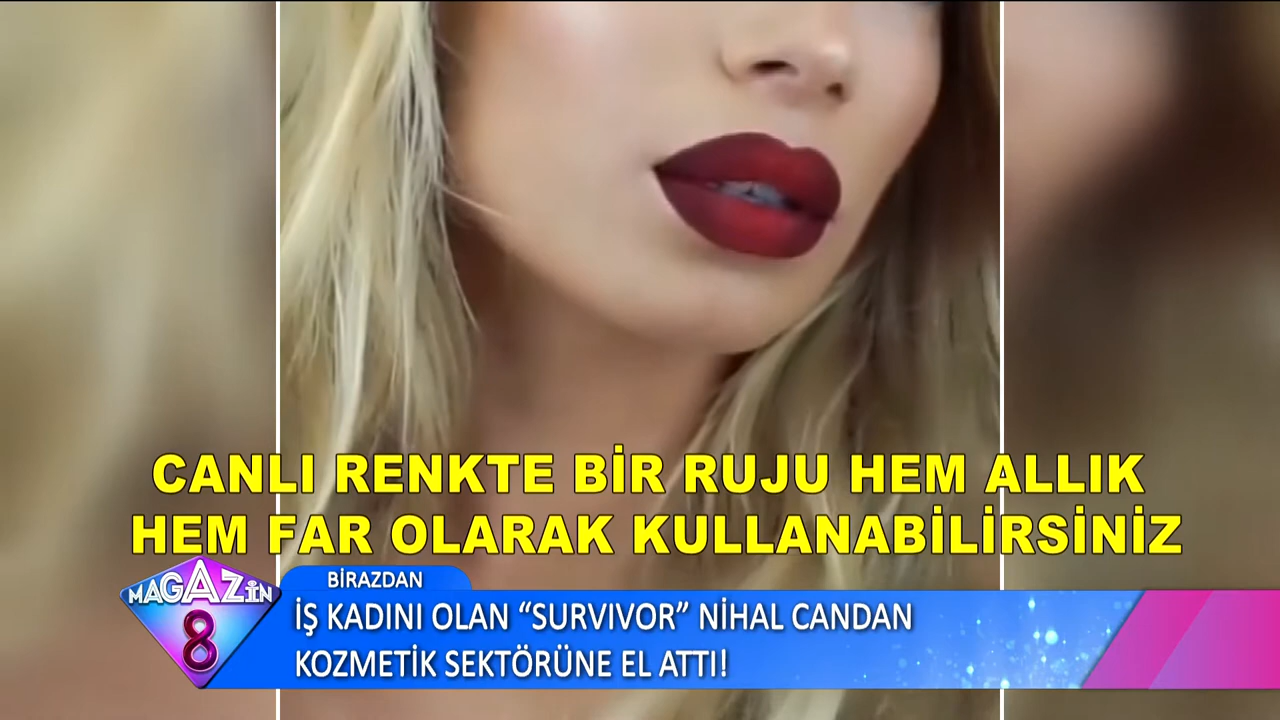 CANLI RENKTE BİR RUJU HEM ALLIK
HEM FAR OLARAK KULLANABİLİRSİNİZ
MAGAZİN
8
BİRAZDAN
İŞ KADINI OLAN “SURVIVOR” NİHAL CANDAN
KOZMETİK SEKTÖRÜNE EL ATTI!